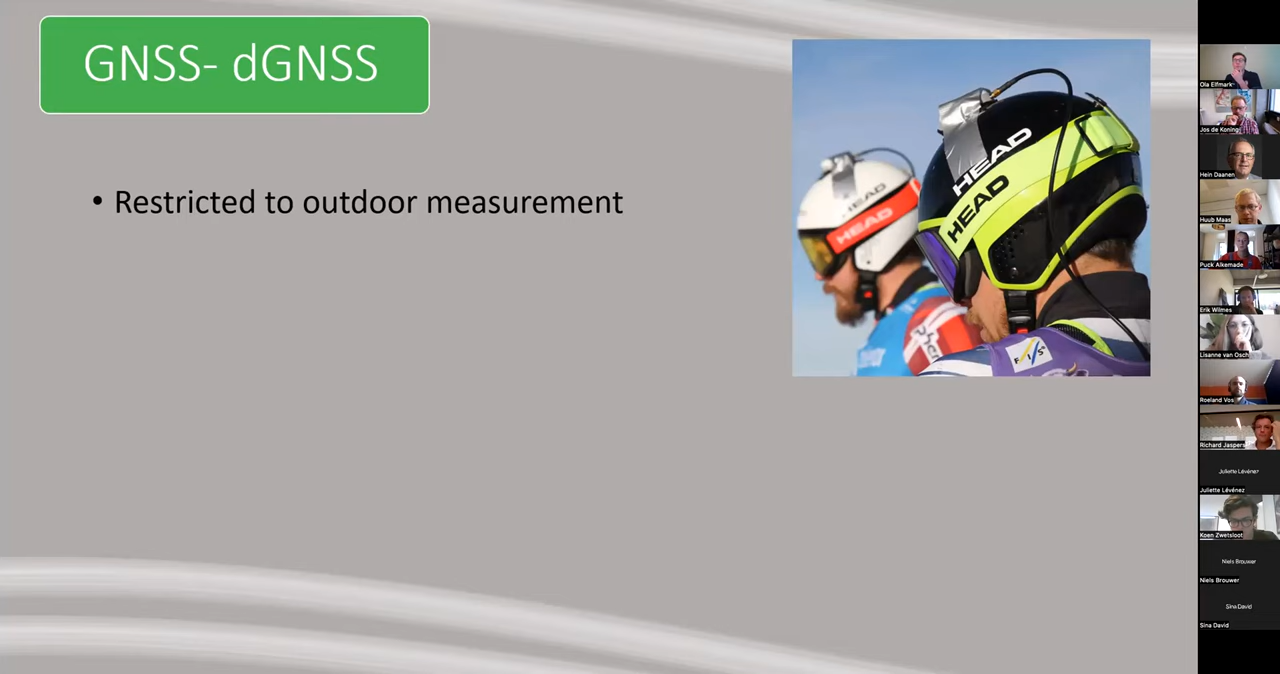 GNSS- dGNSS
• Restricted to outdoor measurement
HEAD
HEAD
HEAD
HEAD
F/I/S
Ola Elfmark
Jos de Koning
Hein Daanen
Huub Maas
Puck Alkemade
Erik Wilmes
Lisanne van Osch
Roeland Vos
Richard Jaspers
Juliette Lévénez
Juliette Lévénez
Koen Zwetsloot
Niels Brouwer
Niels Brouwer
Sina David
Sina David